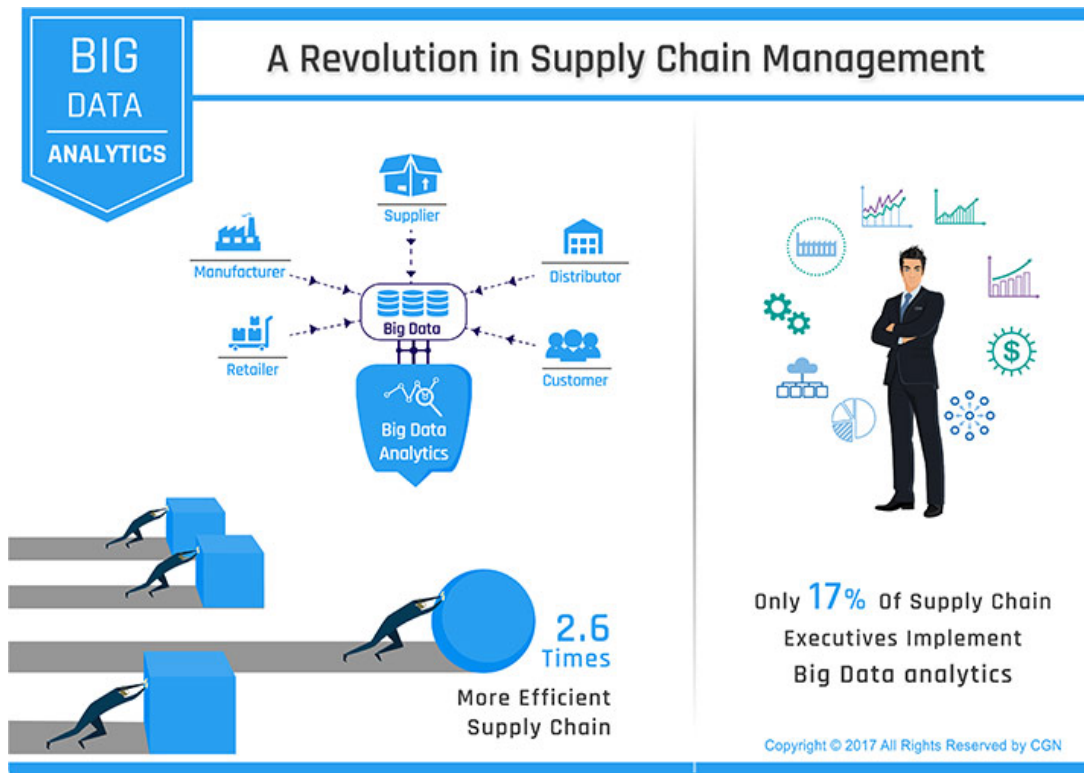 BIG
DATA
ANALYTICS
A Revolution in Supply Chain Management
Supplier
Manufacturer
Distributor
Big Data
Retailer
Customer
Big Data
Analytics
2.6
Times
More Efficient
Supply Chain
$
Only 17% Of Supply Chain
Executives Implement
Big Data analytics
Copyright © 2017 All Rights Reserved by CGN